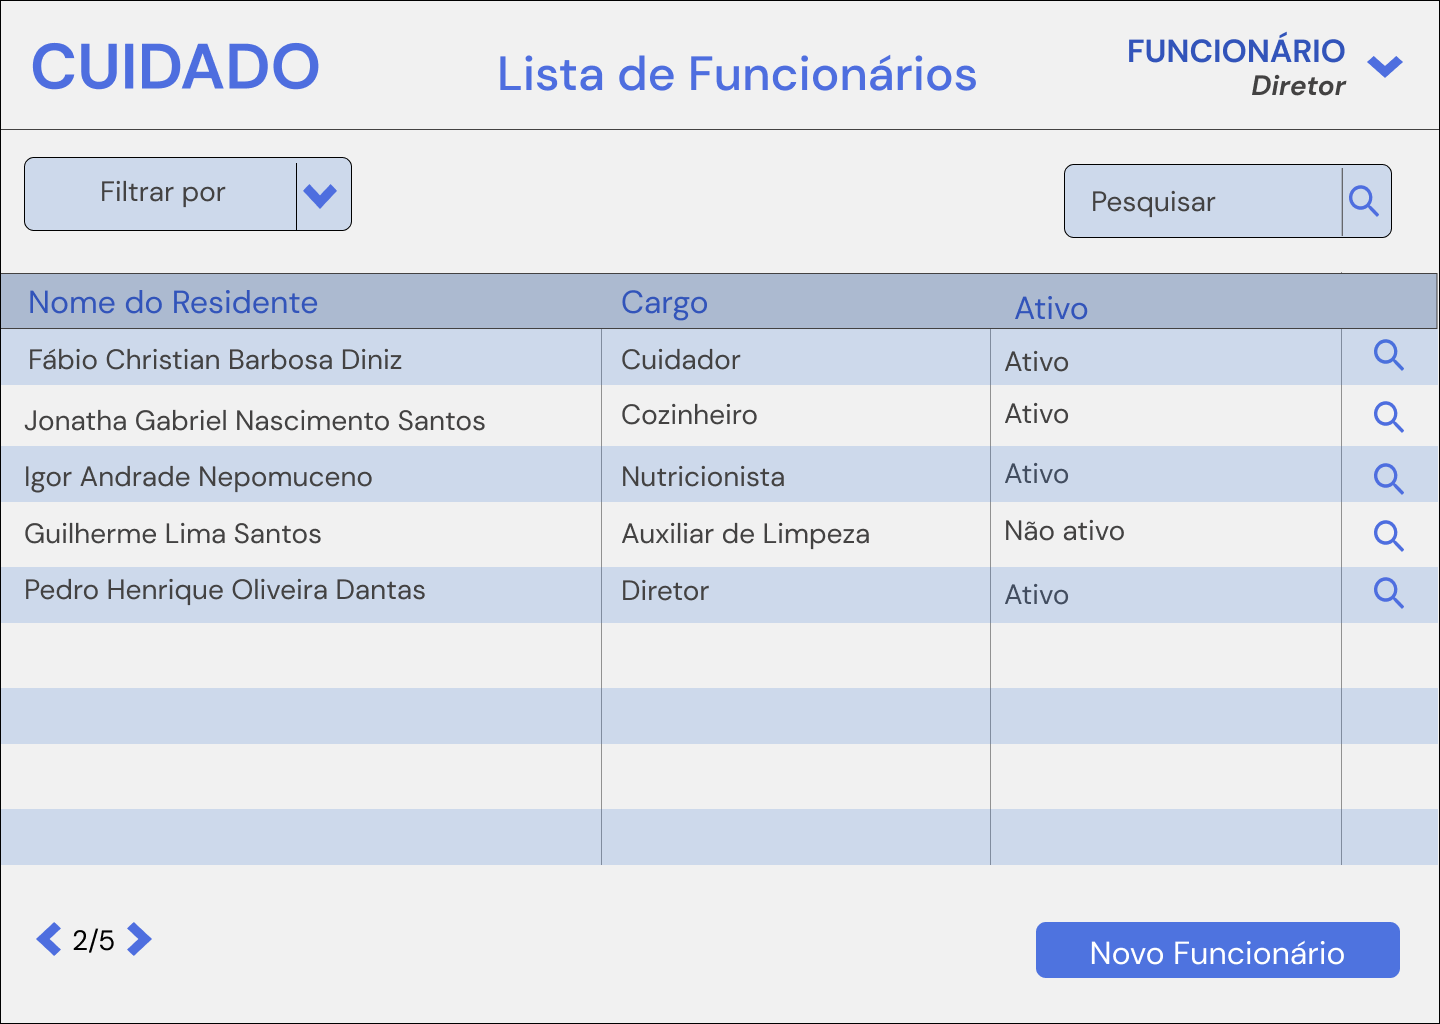 CUIDADO
Lista de Funcionários
FUNCIONÁRIO
Diretor
Filtrar por
Pesquisar
Nome do Residente Cargo Ativo
Fábio Christian Barbosa Diniz Cuidador Ativo
Jonatha Gabriel Nascimento Santos Cozinheiro Ativo
Igor Andrade Nepomuceno Nutricionista Ativo
Guilherme Lima Santos Auxiliar de Limpeza Não ativo
Pedro Henrique Oliveira Dantas Diretor Ativo
2/5
Novo Funcionário